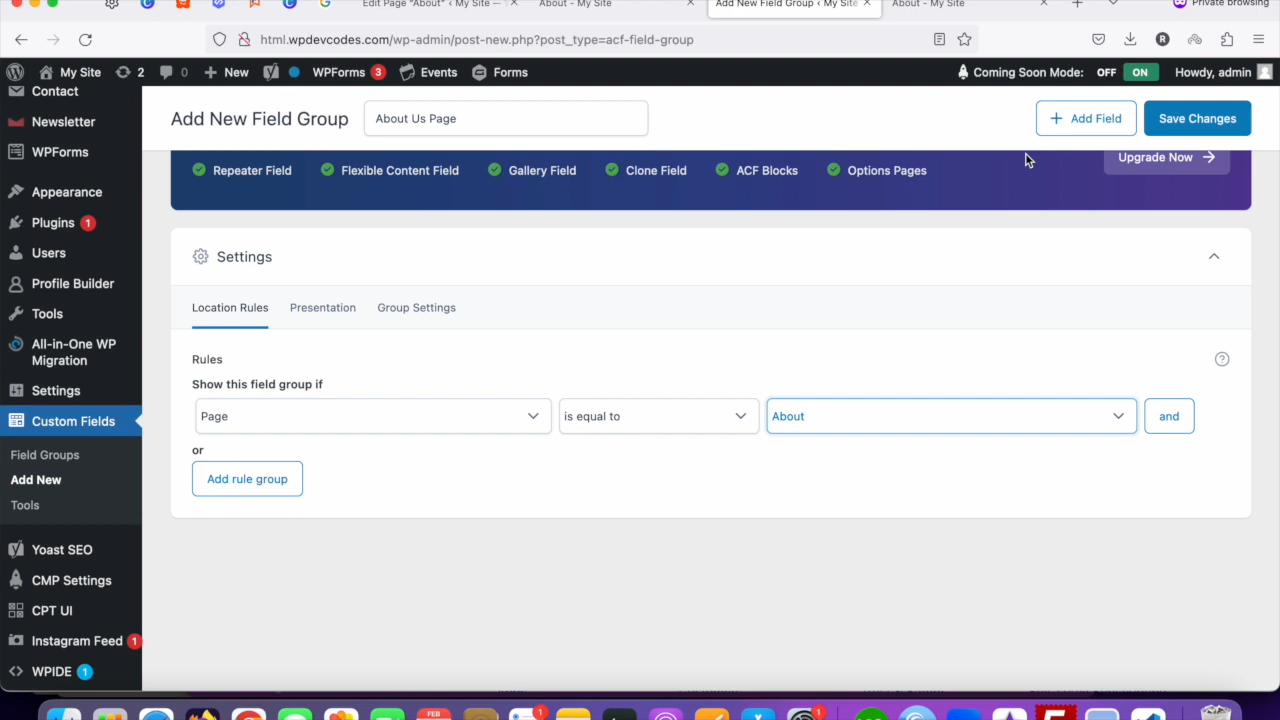 Edit Page "About" ‹ My Site — \
About - My Site
Add New Field Group ‹ My Site
About - My Site
Private browsing
html.wpdevcodes.com/wp-admin/post-new.php?post_type=acf-field-group
My Site
2
0
New
WPForms 3
Events
Forms
Coming Soon Mode: OFF ON
Howdy, admin
Contact
Newsletter
WPForms
Appearance
Plugins 1
Users
Profile Builder
Tools
All-in-One WP
Migration
Settings
Custom Fields
Field Groups
Add New
Tools
Yoast SEO
CMP Settings
CPT UI
Instagram Feed 1
WPIDE 1
Add New Field Group
About Us Page
+ Add Field
Save Changes
Repeater Field
Flexible Content Field
Gallery Field
Clone Field
ACF Blocks
Options Pages
Upgrade Now →
Settings
Location Rules
Presentation
Group Settings
Rules
Show this field group if
Page
is equal to
About
and
or
Add rule group
FEB
1
1